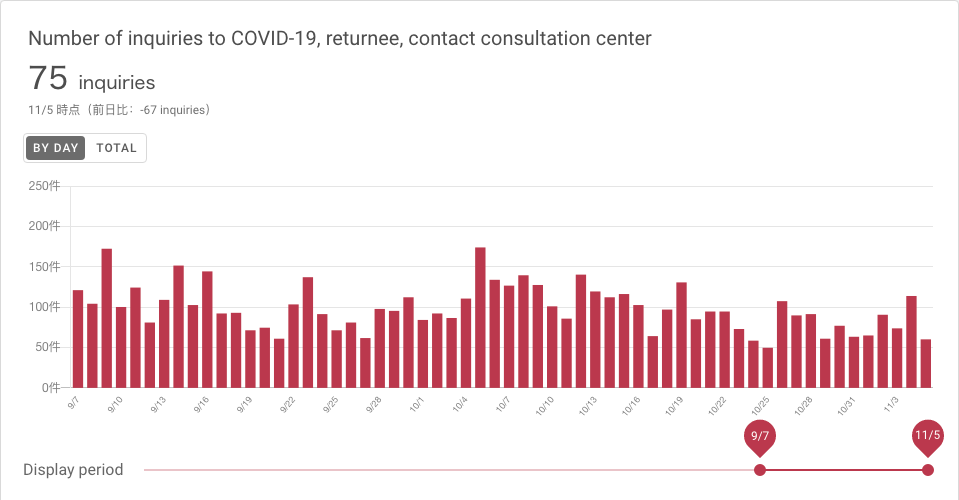 Number of inquiries to COVID-19, returnee, contact consultation center
75 inquiries
11/5 時点（前日比：-67 inquiries）
BY DAY TOTAL
250件
200件
150件
100件
50件
0件
9/7 9/10 9/13 9/16 9/19 9/22 9/25 9/28 10/1 10/4 10/7 10/10 10/13 10/16 10/19 10/22 10/25 10/28 10/31 11/3
9/7 11/5
Display period